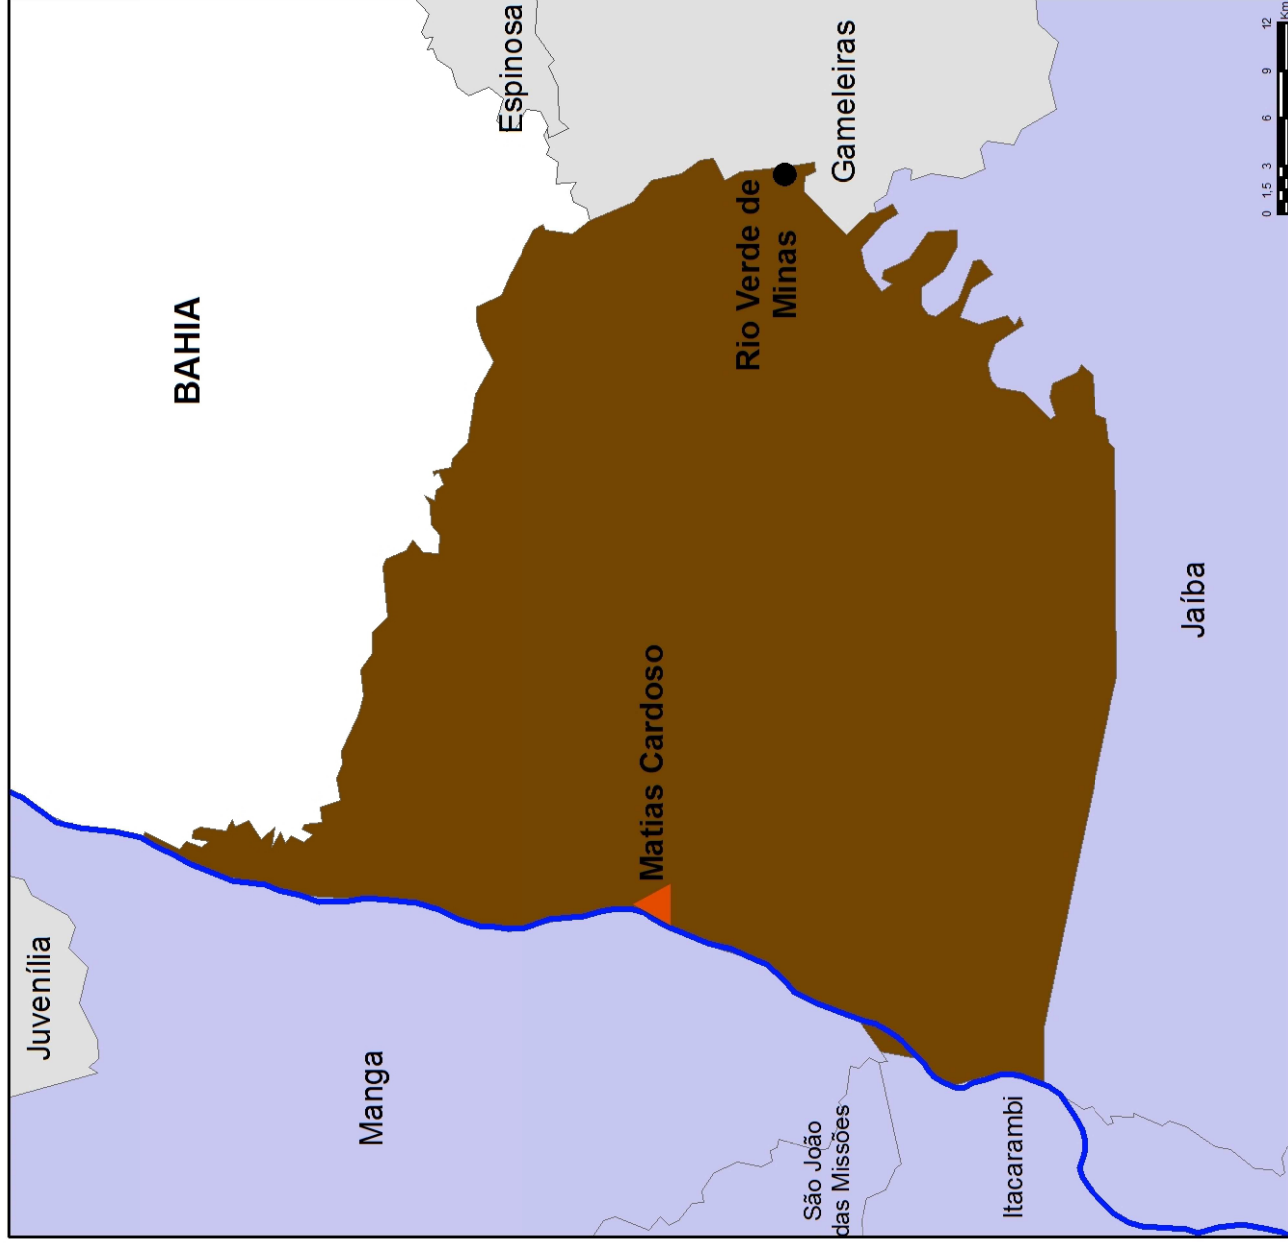 Juvenília
BAHIA
Espinosa
Manga
Matias Cardoso
Rio Verde de
Minas
Gameleiras
São João
das Missões
Itacarambi
Jaíba
0 1,5 3 6 9 12
Km